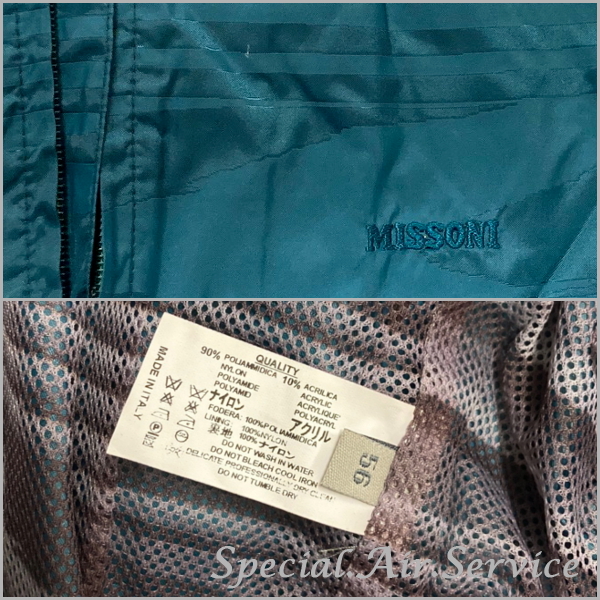 MISSONI
QUALITY
90% POLIAMMIDICA 10% ACRILICA
NYLON ACRYLIC
POLYAMIDE ACRYLIQUE
POLYAMID POLYACRYL
ナイロン アクリル
FODERA: 100%POLIAMMIDICA
LINING: 100%NYLON
裏地 100%ナイロン
DO NOT WASH IN WATER
DO NOT BLEACH COOL IRON
DELICATE PROFESSIONALLY DRY CLEAN
DO NOT TUMBLE DRY
MADE IN ITALY
56
Special.Air.Service